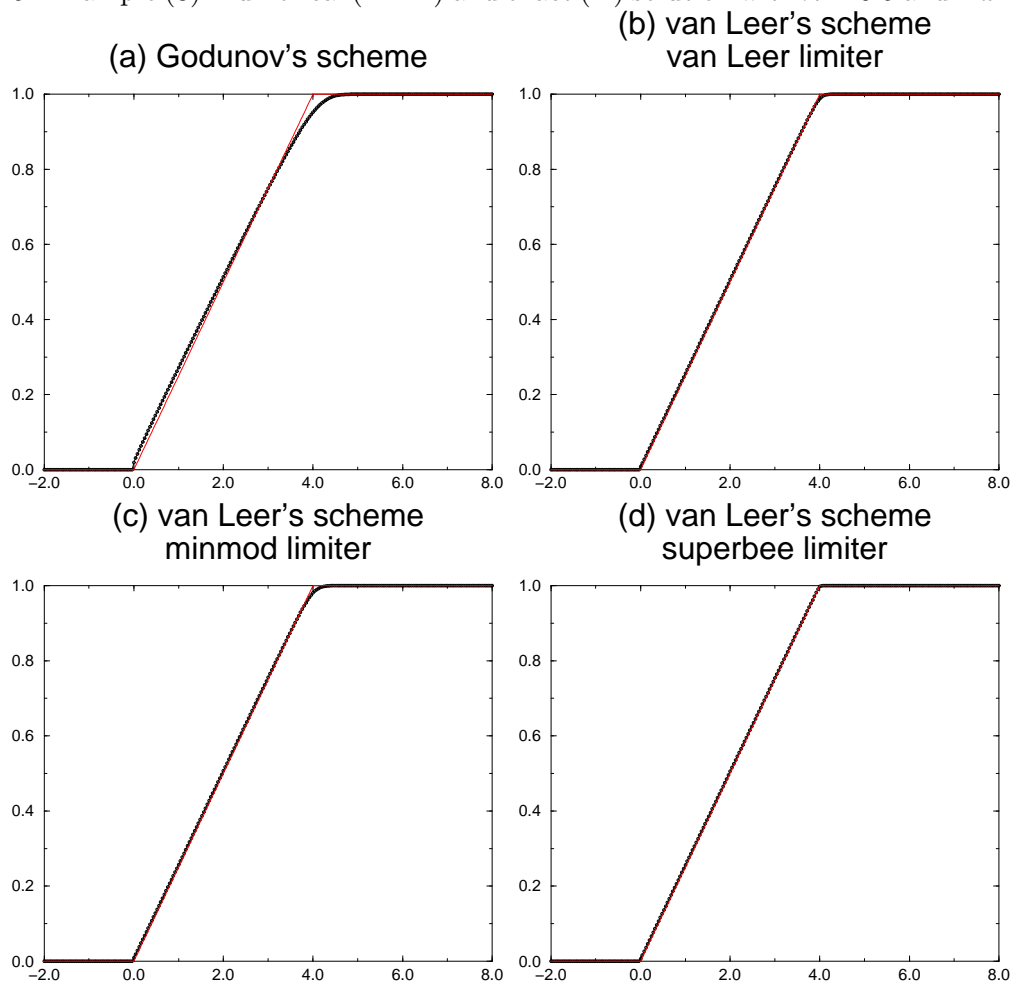 (a) Godunov's scheme
1.0
0.8
0.6
0.4
0.2
0.0
−2.0 0.0 2.0 4.0 6.0 8.0
(b) van Leer's scheme
van Leer limiter
1.0
0.8
0.6
0.4
0.2
0.0
−2.0 0.0 2.0 4.0 6.0 8.0
(c) van Leer's scheme
minmod limiter
1.0
0.8
0.6
0.4
0.2
0.0
−2.0 0.0 2.0 4.0 6.0 8.0
(d) van Leer's scheme
superbee limiter
1.0
0.8
0.6
0.4
0.2
0.0
−2.0 0.0 2.0 4.0 6.0 8.0